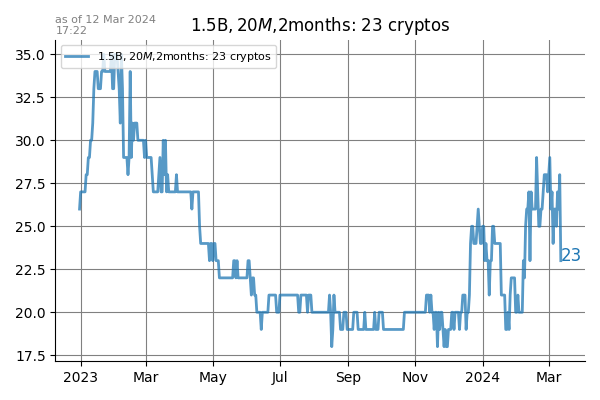 as of 12 Mar 2024
17:22
1.5B, 20M,2months: 23 cryptos
1.5B, 20M,2months: 23 cryptos
35.0
32.5
30.0
27.5
25.0
22.5
20.0
17.5
23
2023
Mar
May
Jul
Sep
Nov
2024
Mar